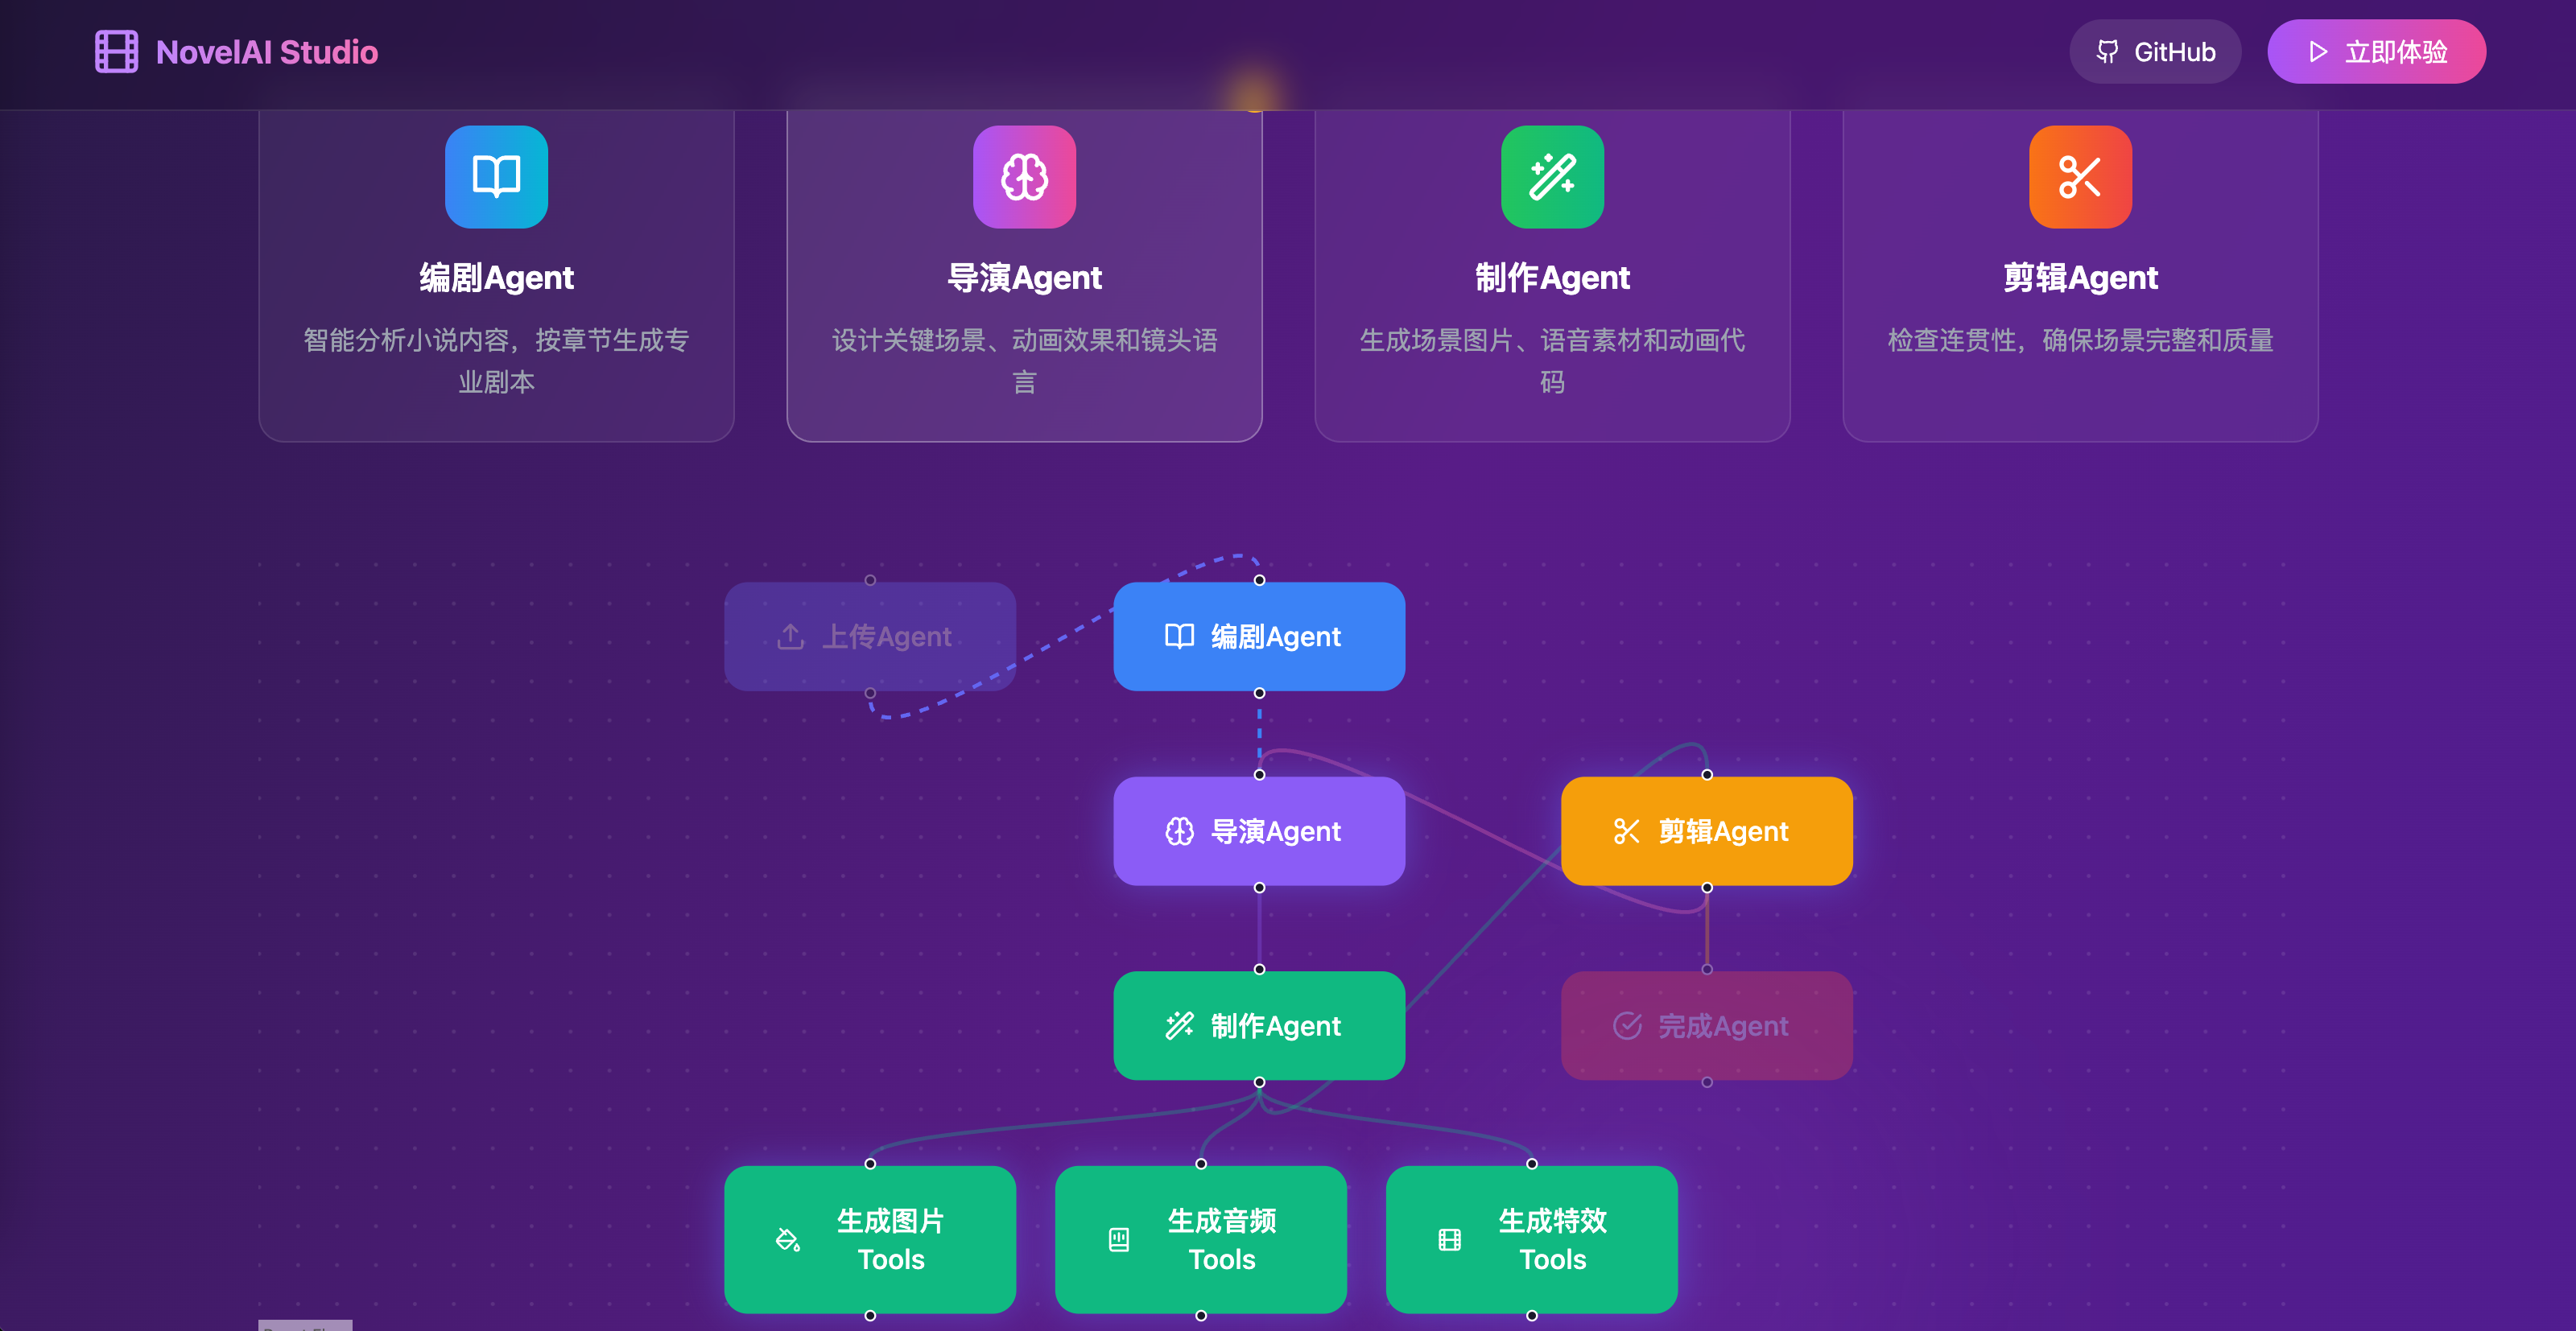 NovelAI Studio
GitHub
立即体验
编剧Agent
智能分析小说内容，按章节生成专
业剧本
导演Agent
设计关键场景、动画效果和镜头语
言
制作Agent
生成场景图片、语音素材和动画代
码
剪辑Agent
检查连贯性，确保场景完整和质量
上传Agent
编剧Agent
导演Agent
剪辑Agent
制作Agent
完成Agent
生成图片
Tools
生成音频
Tools
生成特效
Tools